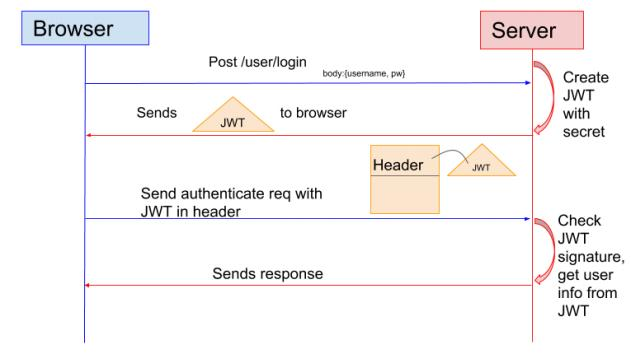 Browser
Server
Post /user/login
body:{username, pw}
Create
JWT
with
secret
Sends
JWT
to browser
Header
JWT
Send authenticate req with
JWT in header
Check
JWT
signature,
get user
info from
JWT
Sends response